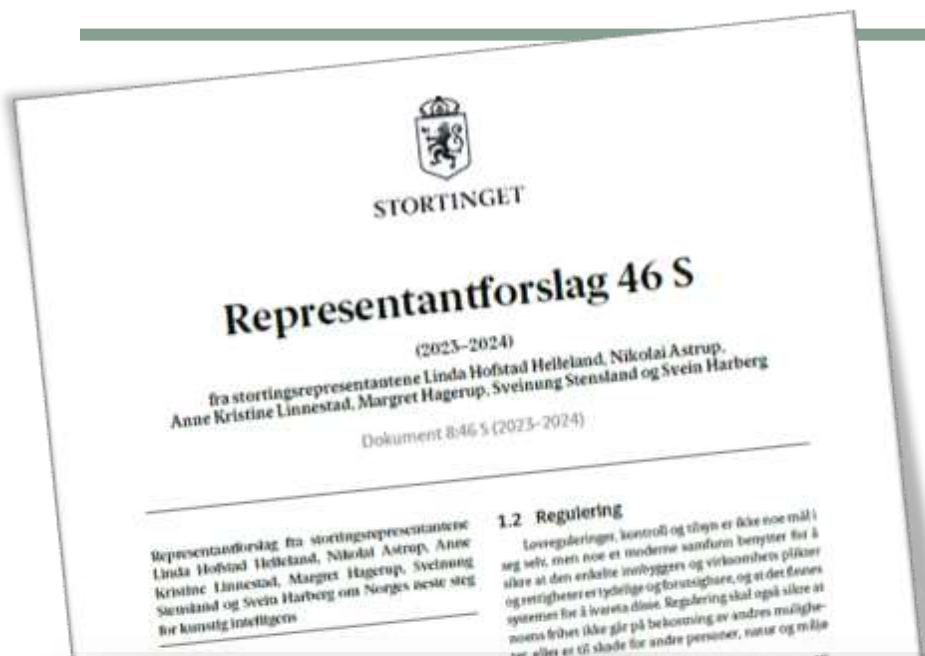 STORTINGET
Representantforslag 46 S
(2023–2024)
fra stortingsrepresentantene Linda Hofstad Helleland, Nikolai Astrup,
Anne Kristine Linnestad, Margret Hagerup, Sveinung Stensland og Svein Harberg
Dokument 8:46 S (2023–2024)
Representantforslag fra stortingsrepresentantene
Linda Hofstad Helleland, Nikolai Astrup, Anne
Kristine Linnestad, Margret Hagerup, Sveinung
Stensland og Svein Harberg om Norges neste steg
for kunstig intelligens
1.2 Regulering
Lovreguleringer, kontroll og tilsyn er ikke noe mål i
seg selv, men noe et moderne samfunn benytter for å
sikre at den enkelte innbyggers og virksomhets plikter
og rettigheter er tydelige og forutsigbare, og at det finnes
systemer for å ivareta disse. Regulering skal også sikre at
noens frihet ikke går på bekostning av andres mulighe-
ter, eller er til skade for andre personer, natur og miljø